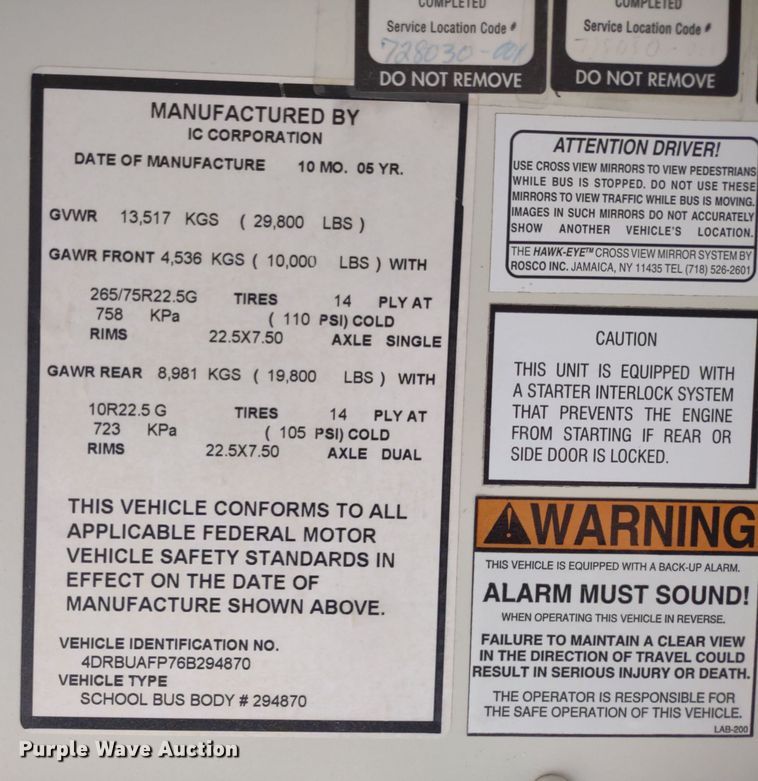 COMPLETED
Service Location Code #
728030-001
DO NOT REMOVE
COMPLETED
Service Location Code #
DO NOT REMOVE
MANUFACTURED BY
IC CORPORATION
DATE OF MANUFACTURE 10 MO. 05 YR.
GVWR 13,517 KGS ( 29,800 LBS )
GAWR FRONT 4,536 KGS ( 10,000 LBS ) WITH
265/75R22.5G TIRES 14 PLY AT
758 KPa ( 110 PSI) COLD
RIMS 22.5X7.50 AXLE SINGLE
GAWR REAR 8,981 KGS ( 19,800 LBS ) WITH
10R22.5 G TIRES 14 PLY AT
723 KPa ( 105 PSI) COLD
RIMS 22.5X7.50 AXLE DUAL
THIS VEHICLE CONFORMS TO ALL
APPLICABLE FEDERAL MOTOR
VEHICLE SAFETY STANDARDS IN
EFFECT ON THE DATE OF
MANUFACTURE SHOWN ABOVE.
VEHICLE IDENTIFICATION NO.
4DRBUAFP76B294870
VEHICLE TYPE
SCHOOL BUS BODY # 294870
ATTENTION DRIVER!
USE CROSS VIEW MIRRORS TO VIEW PEDESTRIANS
WHILE BUS IS STOPPED. DO NOT USE THESE
MIRRORS TO VIEW TRAFFIC WHILE BUS IS MOVING.
IMAGES IN SUCH MIRRORS DO NOT ACCURATELY
SHOW ANOTHER VEHICLE'S LOCATION.
THE HAWK-EYE™ CROSS VIEW MIRROR SYSTEM BY
ROSCO INC. JAMAICA, NY 11435 TEL (718) 526-2601
CAUTION
THIS UNIT IS EQUIPPED WITH
A STARTER INTERLOCK SYSTEM
THAT PREVENTS THE ENGINE
FROM STARTING IF REAR OR
SIDE DOOR IS LOCKED.
WARNING
THIS VEHICLE IS EQUIPPED WITH A BACK-UP ALARM.
ALARM MUST SOUND!
WHEN OPERATING THIS VEHICLE IN REVERSE.
FAILURE TO MAINTAIN A CLEAR VIEW
IN THE DIRECTION OF TRAVEL COULD
RESULT IN SERIOUS INJURY OR DEATH.
THE OPERATOR IS RESPONSIBLE FOR
THE SAFE OPERATION OF THIS VEHICLE.
LAB-200
Purple Wave Auction